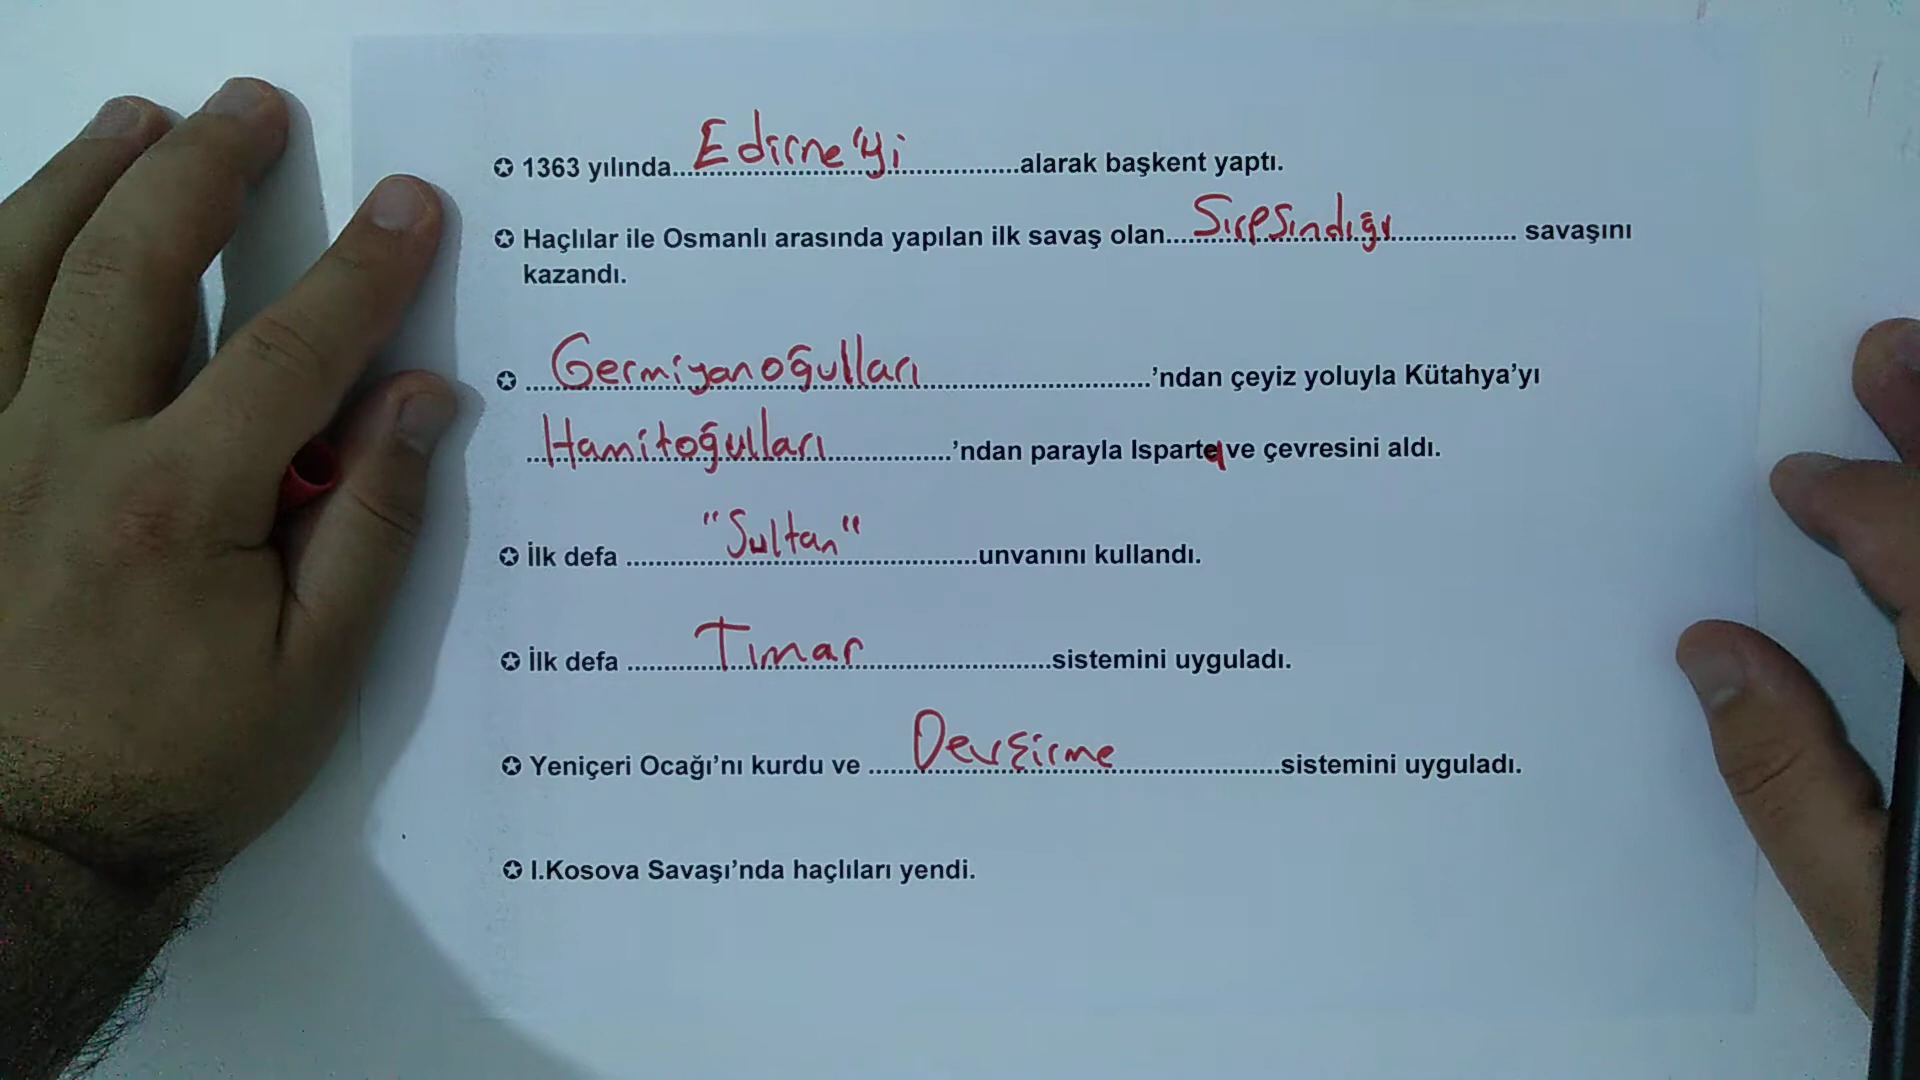 ✪ 1363 yılında...Edirne'yi...alarak başkent yaptı.
✪ Haçlılar ile Osmanlı arasında yapılan ilk savaş olan...Sırpsındığı... savaşını
kazandı.
✪ ...Germiyanoğulları...'ndan çeyiz yoluyla Kütahya'yı
...Hamitoğulları...'ndan parayla Isparta ve çevresini aldı.
✪ İlk defa ..."Sultan"...unvanını kullandı.
✪ İlk defa ...Tımar...sistemini uyguladı.
✪ Yeniçeri Ocağı'nı kurdu ve ...Devşirme...sistemini uyguladı.
✪ I.Kosova Savaşı'nda haçlıları yendi.